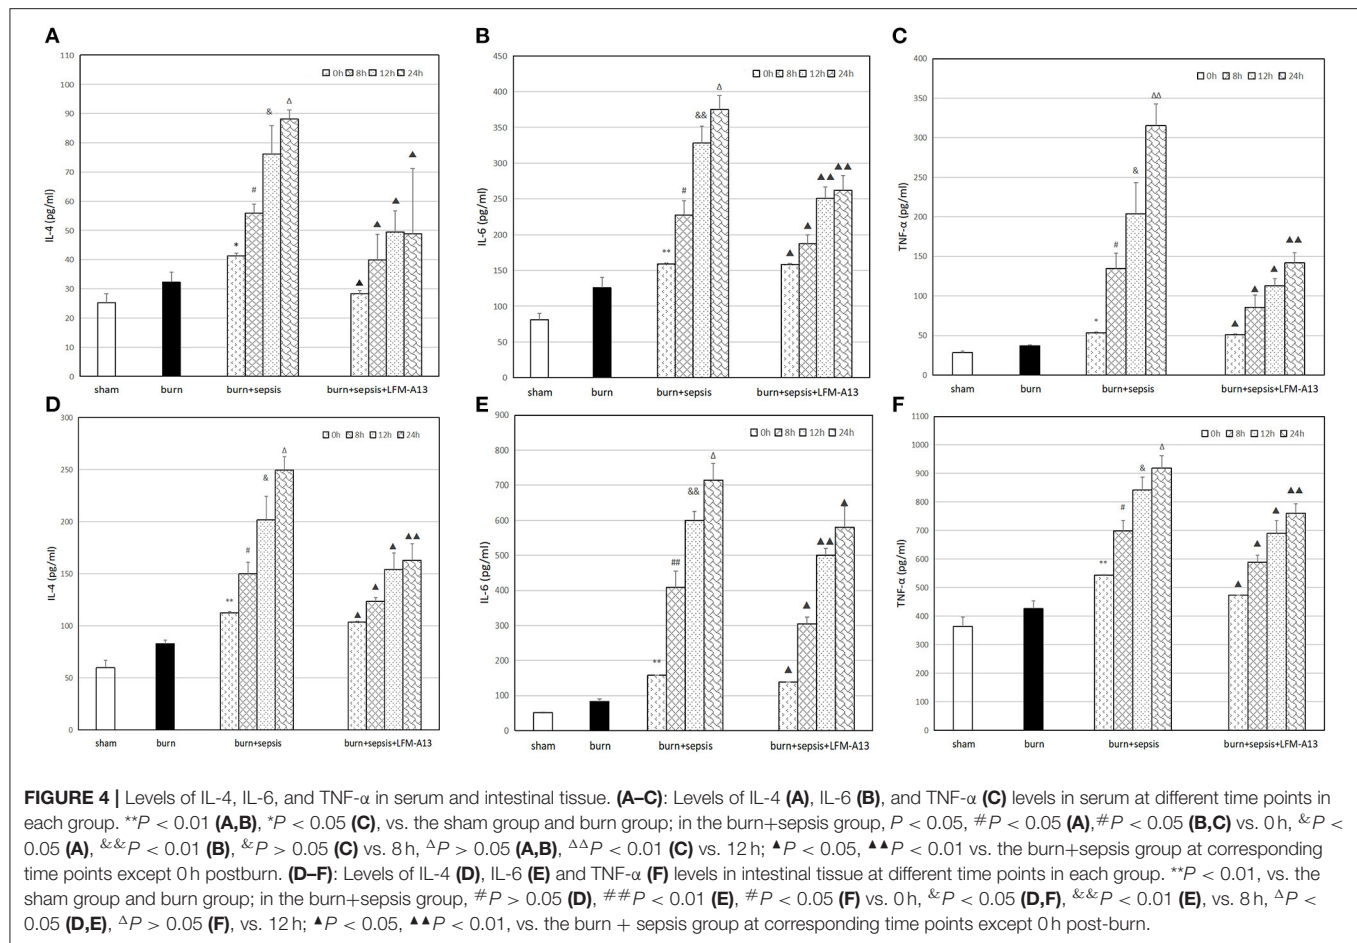 A
110
100
90
80
70
60
50
40
30
20
10
0
IL-4 (pg/ml)
0h 8h 12h 24h
*
#
&
Δ
▲
▲
▲
▲
sham burn burn+sepsis burn+sepsis+LFM-A13
B
450
400
350
300
250
200
150
100
50
0
IL-6 (pg/ml)
0h 8h 12h 24h
**
#
&&
Δ
▲
▲
▲▲
▲▲
sham burn burn+sepsis burn+sepsis+LFM-A13
C
400
350
300
250
200
150
100
50
0
TNF-α (pg/ml)
0h 8h 12h 24h
*
#
&
ΔΔ
▲
▲
▲
▲▲
sham burn burn+sepsis burn+sepsis+LFM-A13
D
300
250
200
150
100
50
0
IL-4 (pg/ml)
0h 8h 12h 24h
**
#
&
Δ
▲
▲
▲
▲▲
sham burn burn+sepsis burn+sepsis+LFM-A13
E
900
800
700
600
500
400
300
200
100
0
IL-6 (pg/ml)
0h 8h 12h 24h
**
##
&&
Δ
▲
▲
▲▲
▲
sham burn burn+sepsis burn+sepsis+LFM-A13
F
1100
1000
900
800
700
600
500
400
300
200
100
0
TNF-α (pg/ml)
0h 8h 12h 24h
**
#
&
Δ
▲
▲
▲
▲▲
sham burn burn+sepsis burn+sepsis+LFM-A13
FIGURE 4 | Levels of IL-4, IL-6, and TNF-α in serum and intestinal tissue. (A–C): Levels of IL-4 (A), IL-6 (B), and TNF-α (C) levels in serum at different time points in
each group. **P < 0.01 (A,B), *P < 0.05 (C), vs. the sham group and burn group; in the burn+sepsis group, P < 0.05, #P < 0.05 (A),#P < 0.05 (B,C) vs. 0 h, &P <
0.05 (A), &&P < 0.01 (B), &P > 0.05 (C) vs. 8 h, ΔP > 0.05 (A,B), ΔΔP < 0.01 (C) vs. 12 h; ▲P < 0.05, ▲▲P < 0.01 vs. the burn+sepsis group at corresponding
time points except 0 h postburn. (D–F): Levels of IL-4 (D), IL-6 (E) and TNF-α (F) levels in intestinal tissue at different time points in each group. **P < 0.01, vs. the
sham group and burn group; in the burn+sepsis group, #P > 0.05 (D), ##P < 0.01 (E), #P < 0.05 (F) vs. 0 h, &P < 0.05 (D,F), &&P < 0.01 (E), vs. 8 h, ΔP <
0.05 (D,E), ΔP > 0.05 (F), vs. 12 h; ▲P < 0.05, ▲▲P < 0.01, vs. the burn + sepsis group at corresponding time points except 0 h post-burn.